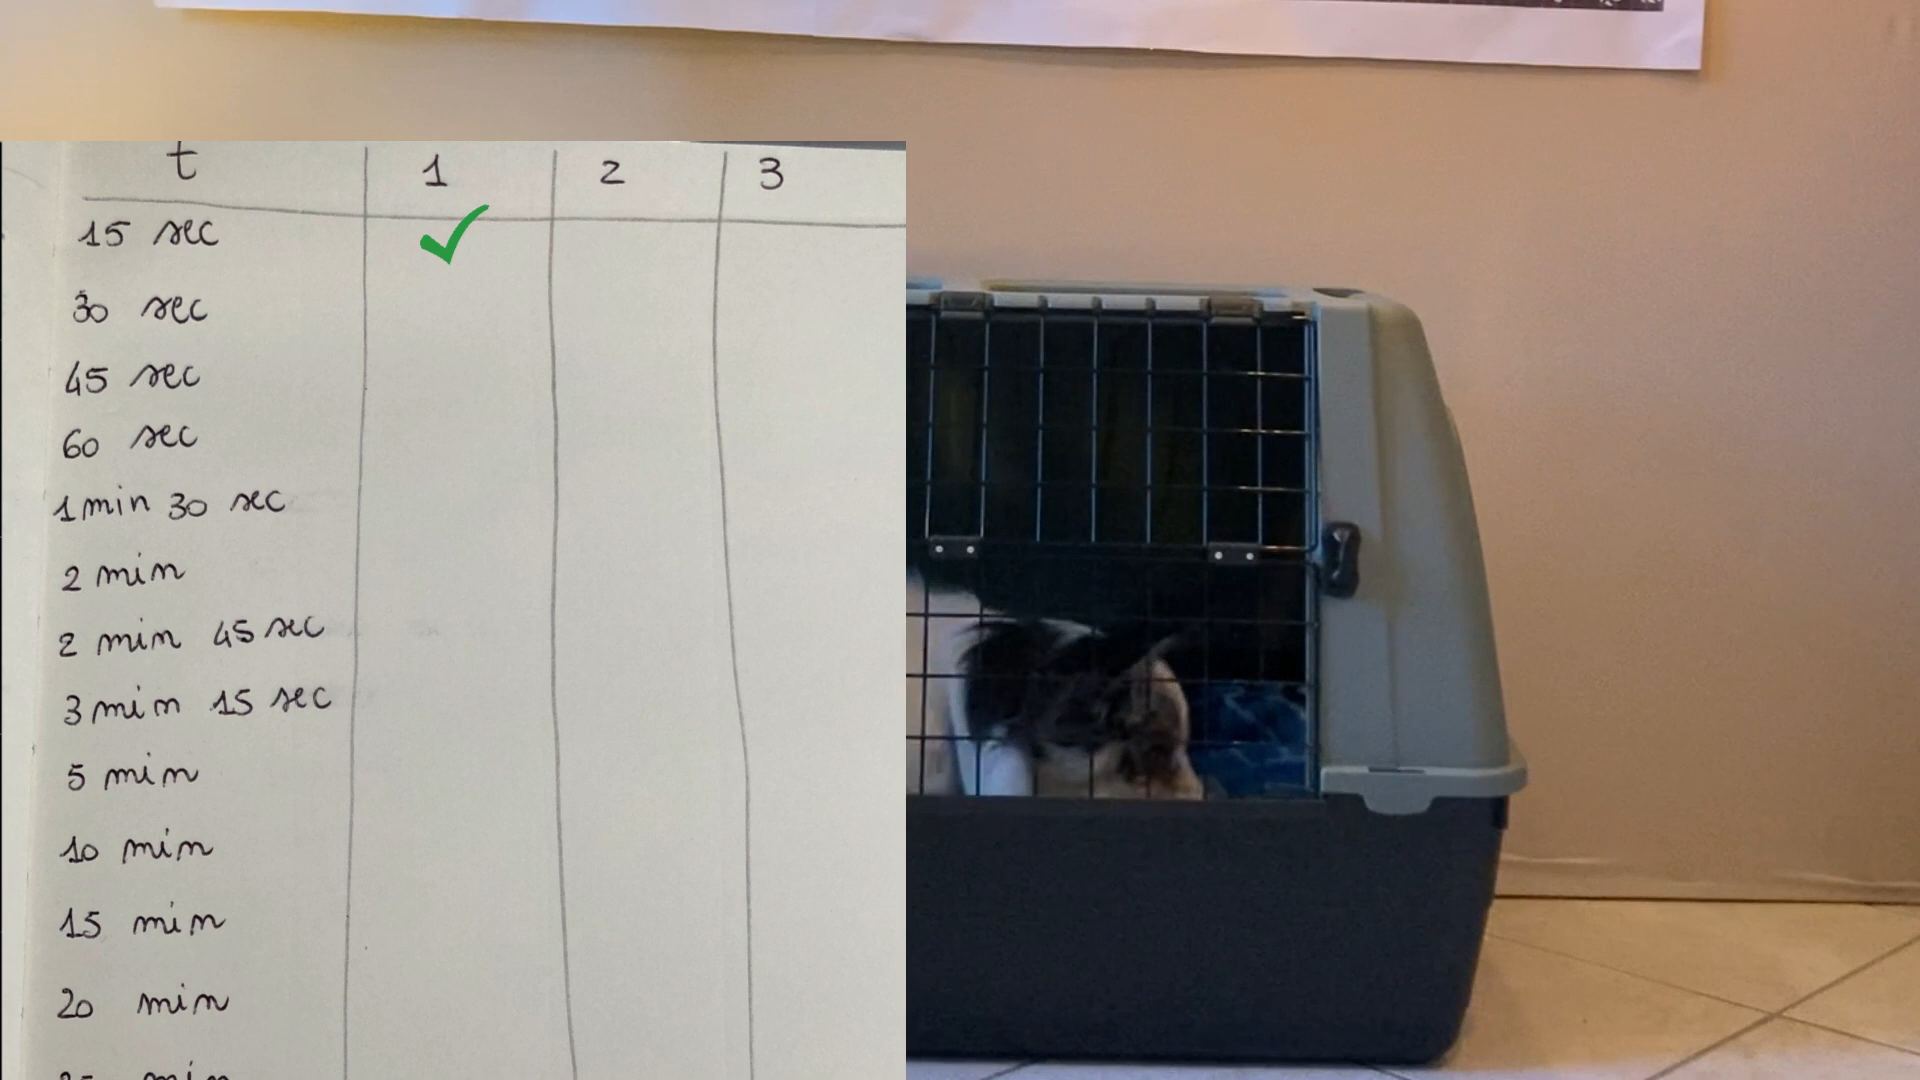 t 1 2 3
15 sec
30 sec
45 sec
60 sec
1 min 30 sec
2 min
2 min 45 sec
3 min 15 sec
5 min
10 min
15 min
20 min
min